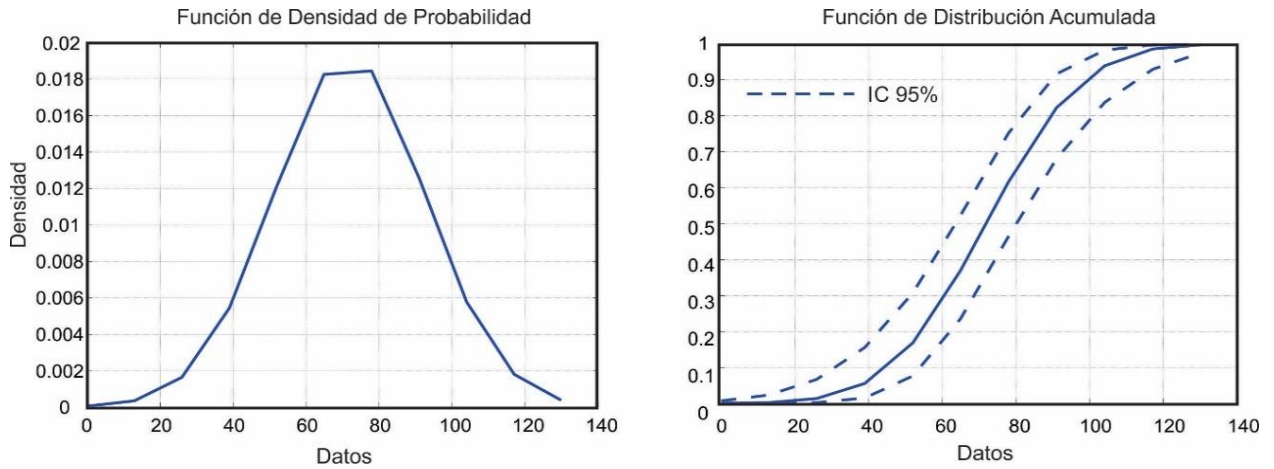 Función de Densidad de Probabilidad
0.02
0.018
0.016
0.014
0.012
0.01
0.008
0.006
0.004
0.002
0
Densidad
0 20 40 60 80 100 120 140
Datos
Función de Distribución Acumulada
1
0.9
0.8
0.7
0.6
0.5
0.4
0.3
0.2
0.1
0
IC 95%
0 20 40 60 80 100 120 140
Datos